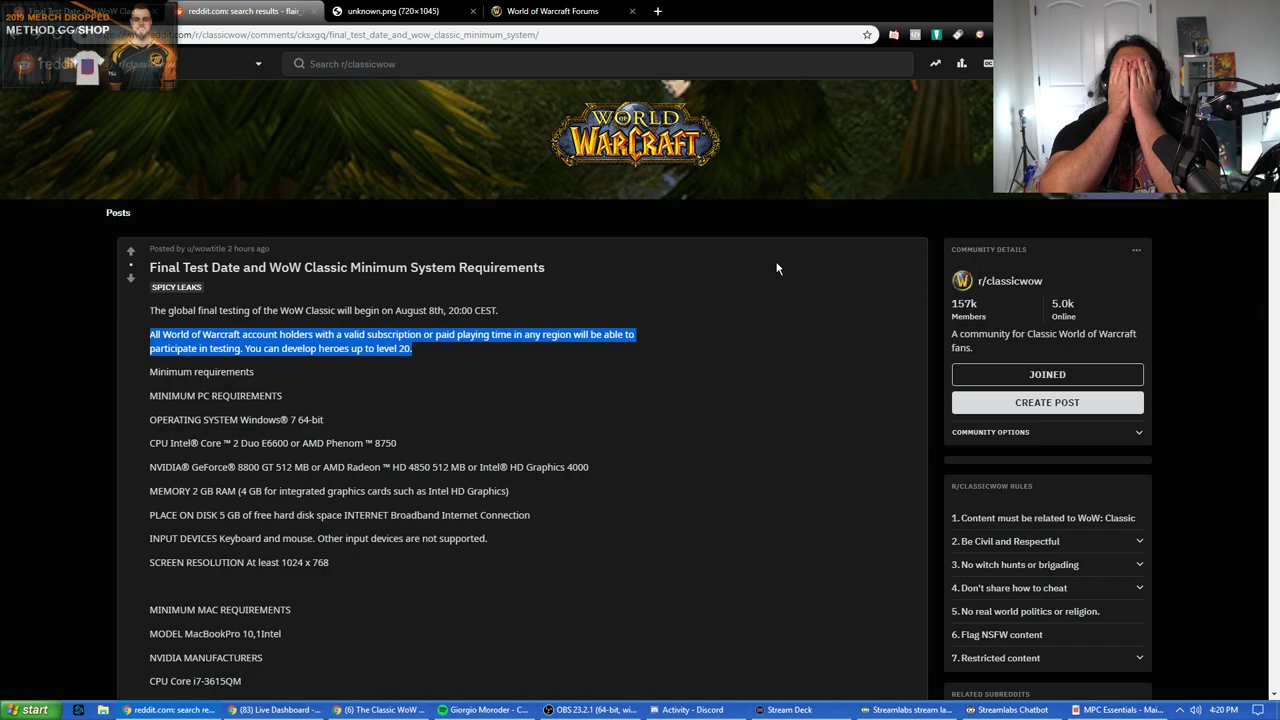 2019 MERCH DROPPED
METHOD.GG/SHOP
Final Test Date and WoW Class
reddit.com: search results - flair_
unknown.png (720×1045)
World of Warcraft Forums
reddit.com/r/classicwow/comments/cksxgq/final_test_date_and_wow_classic_minimum_system/
reddit
r/classicwow
Search r/classicwow
WORLD
OF
WARCRAFT
Posts
Posted by u/wowtitle 2 hours ago
Final Test Date and WoW Classic Minimum System Requirements
SPICY LEAKS
The global final testing of the WoW Classic will begin on August 8th, 20:00 CEST.
All World of Warcraft account holders with a valid subscription or paid playing time in any region will be able to
participate in testing. You can develop heroes up to level 20.
Minimum requirements
MINIMUM PC REQUIREMENTS
OPERATING SYSTEM Windows® 7 64-bit
CPU Intel® Core ™ 2 Duo E6600 or AMD Phenom ™ 8750
NVIDIA® GeForce® 8800 GT 512 MB or AMD Radeon ™ HD 4850 512 MB or Intel® HD Graphics 4000
MEMORY 2 GB RAM (4 GB for integrated graphics cards such as Intel HD Graphics)
PLACE ON DISK 5 GB of free hard disk space INTERNET Broadband Internet Connection
INPUT DEVICES Keyboard and mouse. Other input devices are not supported.
SCREEN RESOLUTION At least 1024 x 768
MINIMUM MAC REQUIREMENTS
MODEL MacBookPro 10,1Intel
NVIDIA MANUFACTURERS
CPU Core i7-3615QM
COMMUNITY DETAILS
r/classicwow
157k
Members
5.0k
Online
A community for Classic World of Warcraft
fans.
JOINED
CREATE POST
COMMUNITY OPTIONS
R/CLASSICWOW RULES
1. Content must be related to WoW: Classic
2. Be Civil and Respectful
3. No witch hunts or brigading
4. Don't share how to cheat
5. No real world politics or religion.
6. Flag NSFW content
7. Restricted content
RELATED SUBREDDITS
start
reddit.com: search re...
(83) Live Dashboard -...
(6) The Classic WoW ...
Giorgio Moroder - C...
OBS 23.2.1 (64-bit, wi...
Activity - Discord
Stream Deck
Streamlabs stream la...
Streamlabs Chatbot
MPC Essentials - Mai...
4:20 PM